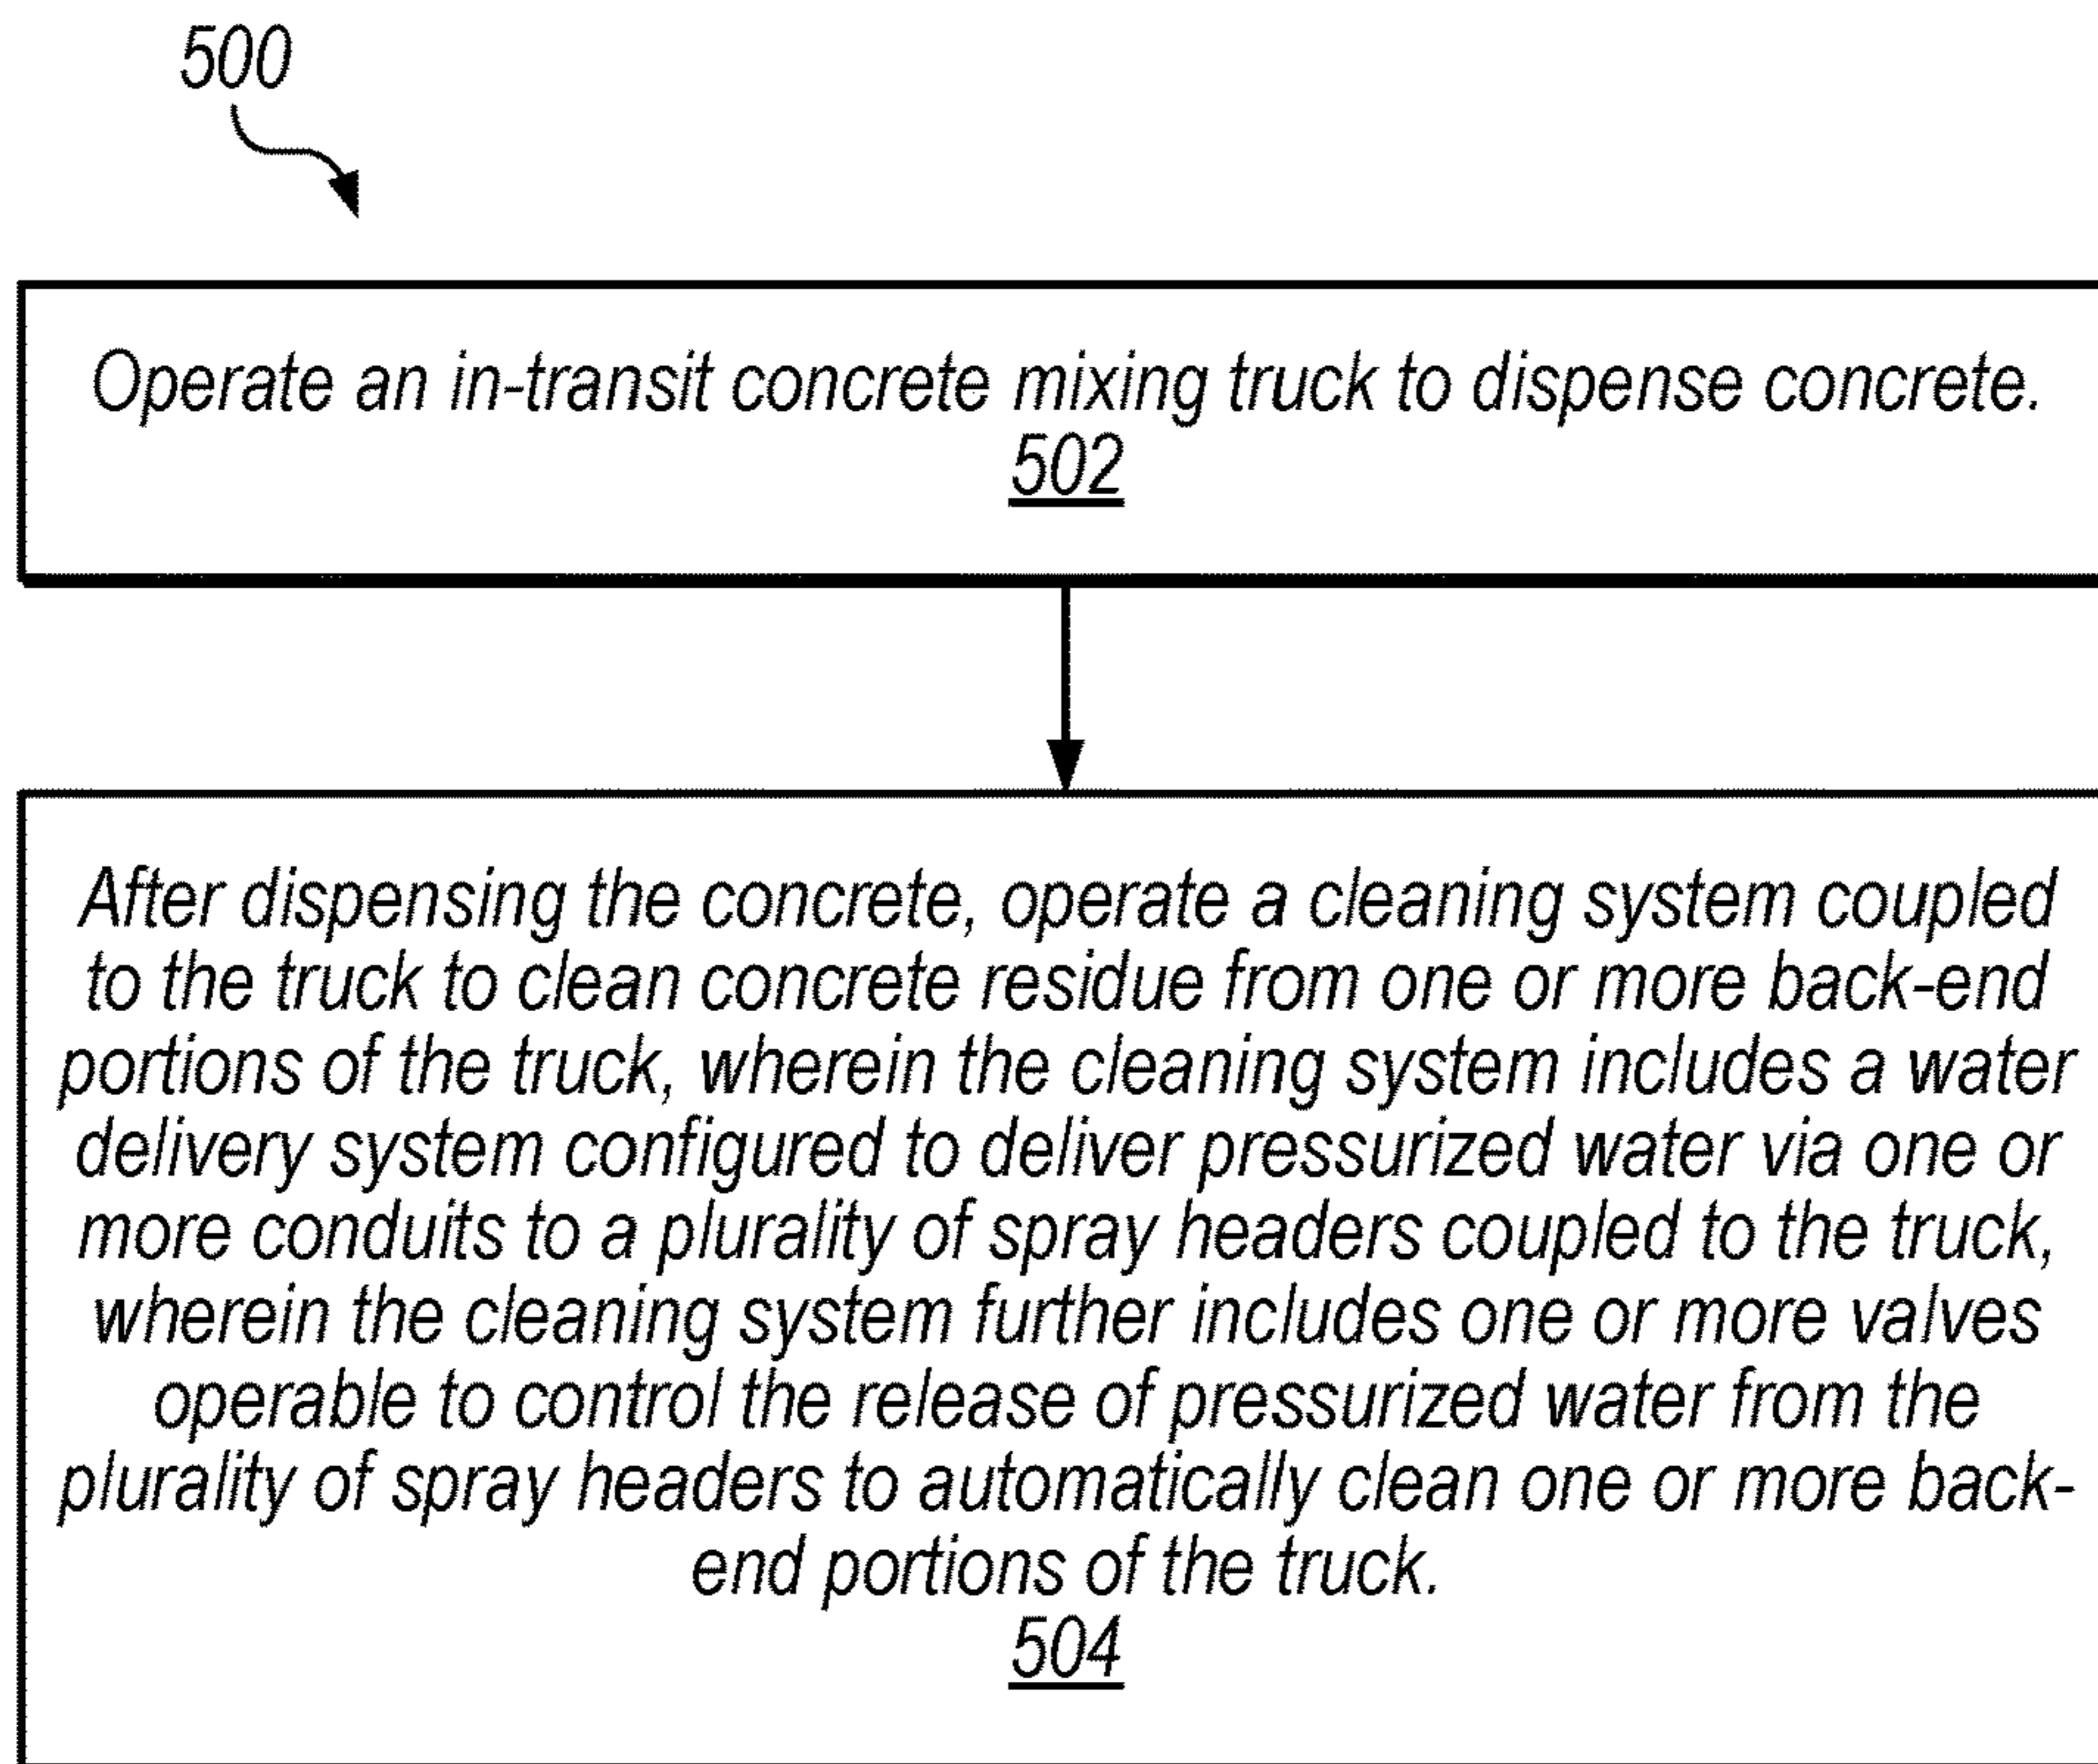 500
Operate an in-transit concrete mixing truck to dispense concrete.
502
After dispensing the concrete, operate a cleaning system coupled
to the truck to clean concrete residue from one or more back-end
portions of the truck, wherein the cleaning system includes a water
delivery system configured to deliver pressurized water via one or
more conduits to a plurality of spray headers coupled to the truck,
wherein the cleaning system further includes one or more valves
operable to control the release of pressurized water from the
plurality of spray headers to automatically clean one or more back-
end portions of the truck.
504